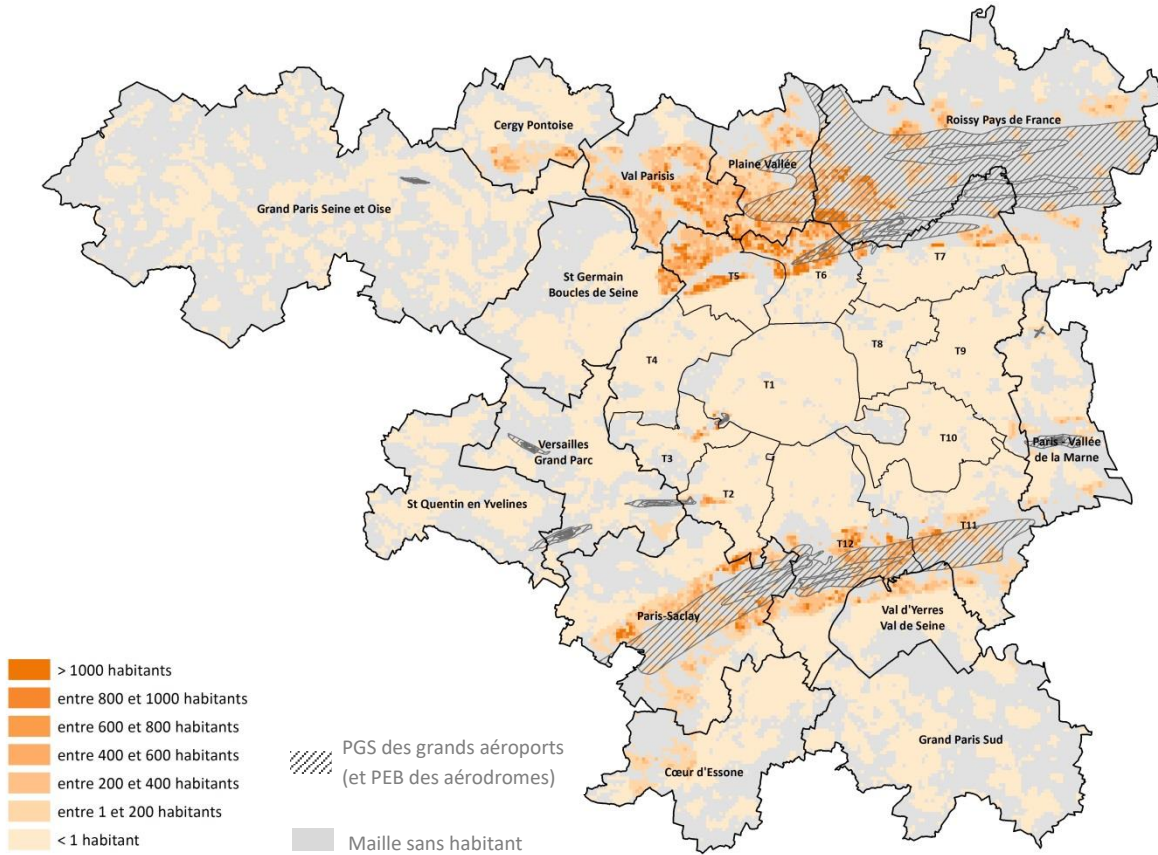 Cergy Pontoise
Roissy Pays de France
Plaine Vallée
Val Parisis
Grand Paris Seine et Oise
T7
St Germain
Boucles de Seine
T5
T6
T8
T9
T4
T1
Versailles
Grand Parc
T3
T10
Paris - Vallée
de la Marne
T2
St Quentin en Yvelines
T11
T12
Paris-Saclay
Val d'Yerres
Val de Seine
Grand Paris Sud
Cœur d'Essone
> 1000 habitants
entre 800 et 1000 habitants
entre 600 et 800 habitants
entre 400 et 600 habitants
entre 200 et 400 habitants
entre 1 et 200 habitants
< 1 habitant
PGS des grands aéroports
(et PEB des aérodromes)
Maille sans habitant